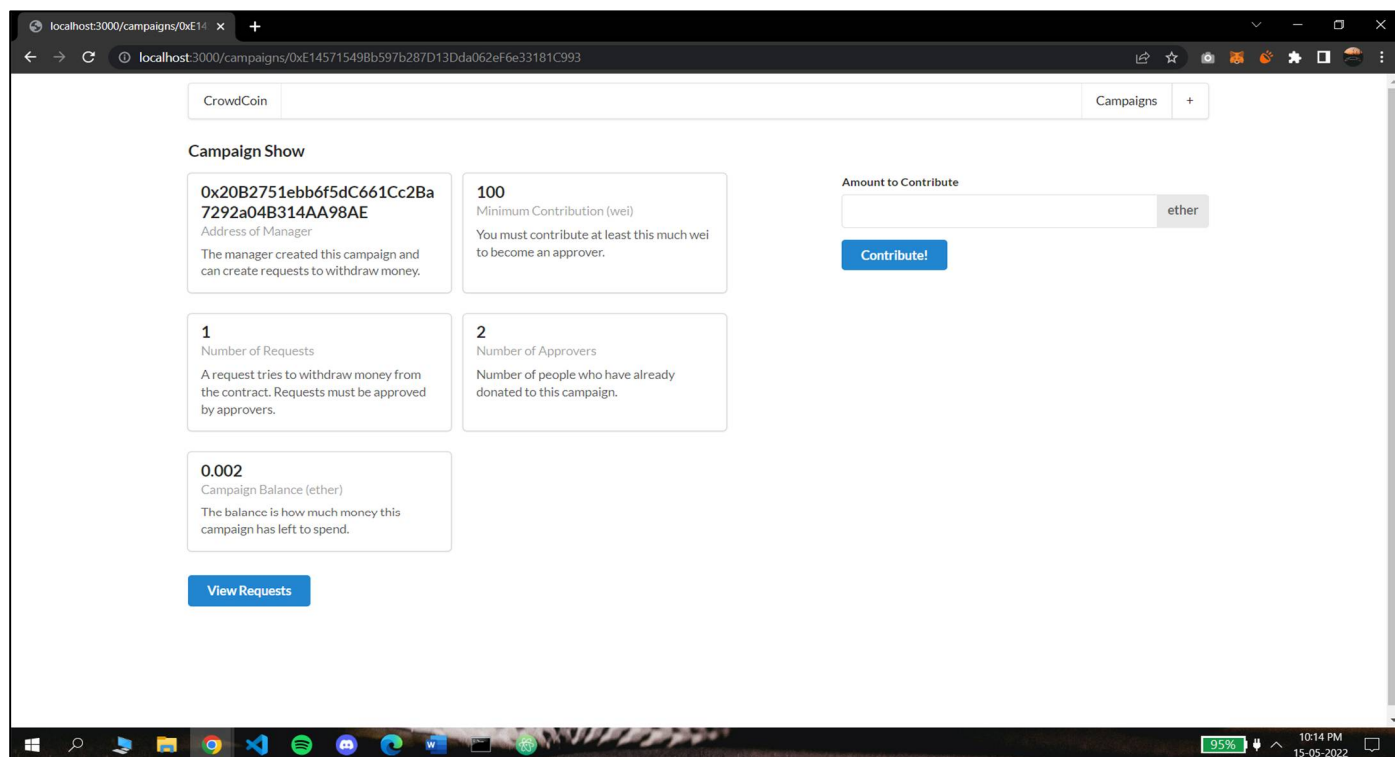 localhost:3000/campaigns/0xE14
localhost:3000/campaigns/0xE14571549Bb597b287D13Dda062eF6e33181C993
CrowdCoin
Campaigns
+
Campaign Show
0x20B2751ebb6f5dC661Cc2Ba
7292a04B314AA98AE
Address of Manager
The manager created this campaign and
can create requests to withdraw money.
100
Minimum Contribution (wei)
You must contribute at least this much wei
to become an approver.
Amount to Contribute
ether
Contribute!
1
Number of Requests
A request tries to withdraw money from
the contract. Requests must be approved
by approvers.
2
Number of Approvers
Number of people who have already
donated to this campaign.
0.002
Campaign Balance (ether)
The balance is how much money this
campaign has left to spend.
View Requests
95%
10:14 PM
15-05-2022